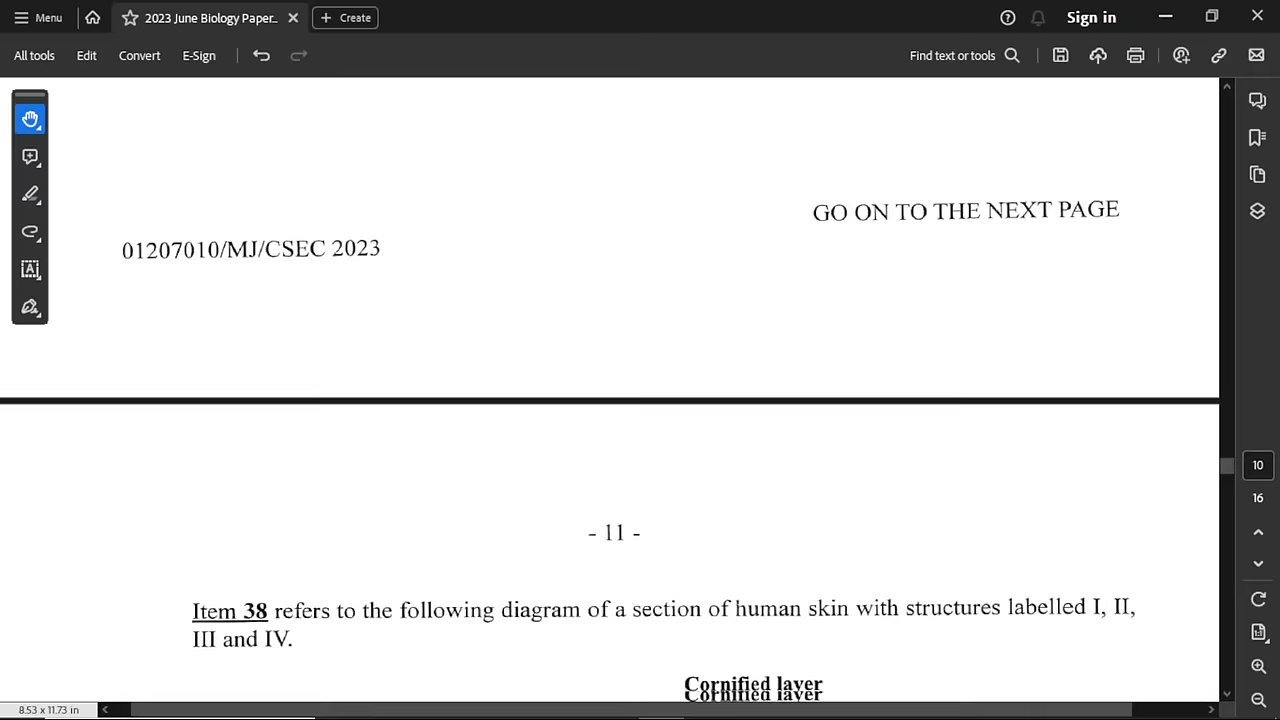 Menu
2023 June Biology Paper...
Create
Sign in
All tools
Edit
Convert
E-Sign
Find text or tools
GO ON TO THE NEXT PAGE
01207010/MJ/CSEC 2023
10
16
- 11 -
Item 38 refers to the following diagram of a section of human skin with structures labelled I, II,
III and IV.
Cornified layer
8.53 x 11.73 in